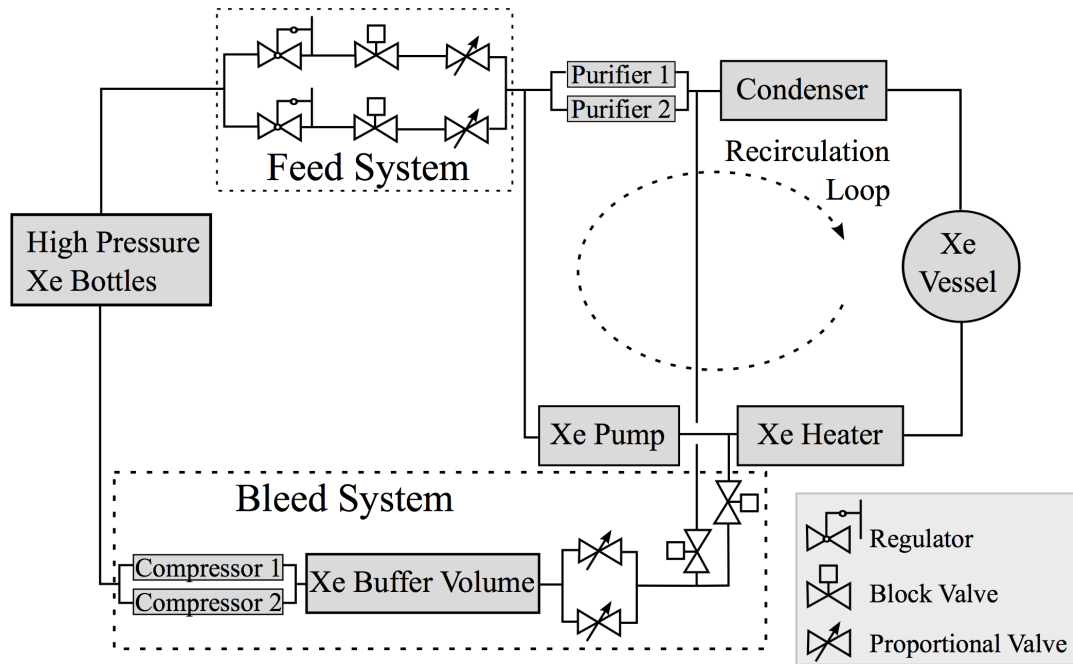 Purifier 1
Purifier 2
Condenser
Feed System
Recirculation
Loop
High Pressure
Xe Bottles
Xe
Vessel
Xe Pump
Xe Heater
Bleed System
Compressor 1
Compressor 2
Xe Buffer Volume
Regulator
Block Valve
Proportional Valve